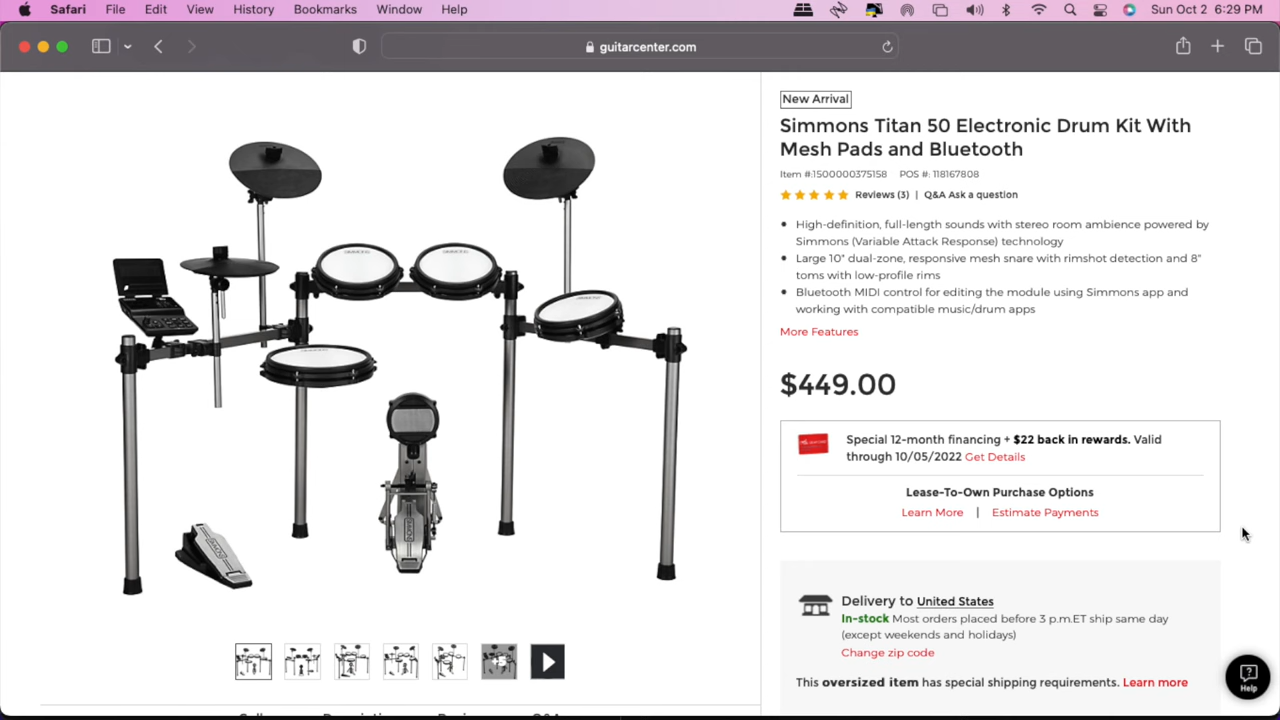 Safari File Edit View History Bookmarks Window Help Sun Oct 2 6:29 PM
guitarcenter.com
New Arrival
Simmons Titan 50 Electronic Drum Kit With
Mesh Pads and Bluetooth
Item #:1500000375158 POS #: 118167808
Reviews (3) | Q&A Ask a question
High-definition, full-length sounds with stereo room ambience powered by
Simmons (Variable Attack Response) technology
Large 10" dual-zone, responsive mesh snare with rimshot detection and 8"
toms with low-profile rims
Bluetooth MIDI control for editing the module using Simmons app and
working with compatible music/drum apps
More Features
$449.00
Special 12-month financing + $22 back in rewards. Valid
through 10/05/2022 Get Details
Lease-To-Own Purchase Options
Learn More | Estimate Payments
Delivery to United States
In-stock Most orders placed before 3 p.m.ET ship same day
(except weekends and holidays)
Change zip code
This oversized item has special shipping requirements. Learn more
Help